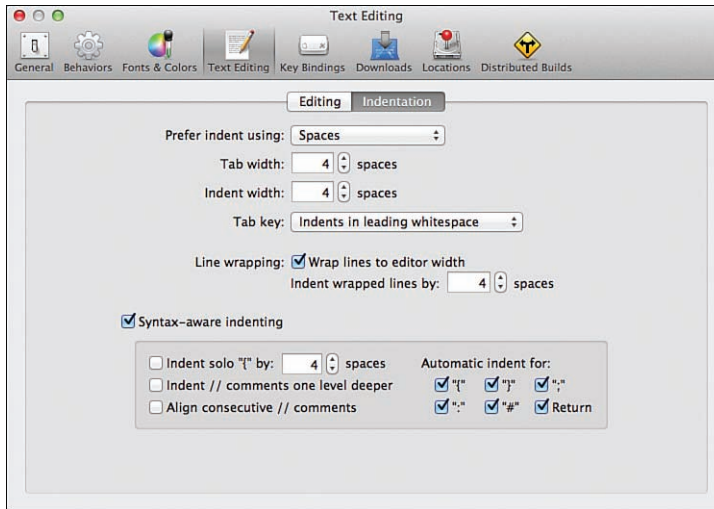 Text Editing
General Behaviors Fonts & Colors Text Editing Key Bindings Downloads Locations Distributed Builds
Editing Indentation
Prefer indent using: Spaces
Tab width: 4 spaces
Indent width: 4 spaces
Tab key: Indents in leading whitespace
Line wrapping: Wrap lines to editor width
Indent wrapped lines by: 4 spaces
Syntax-aware indenting
Indent solo "{" by: 4 spaces Automatic indent for:
Indent // comments one level deeper "{" "}" ";"
Align consecutive // comments ":" "#" Return